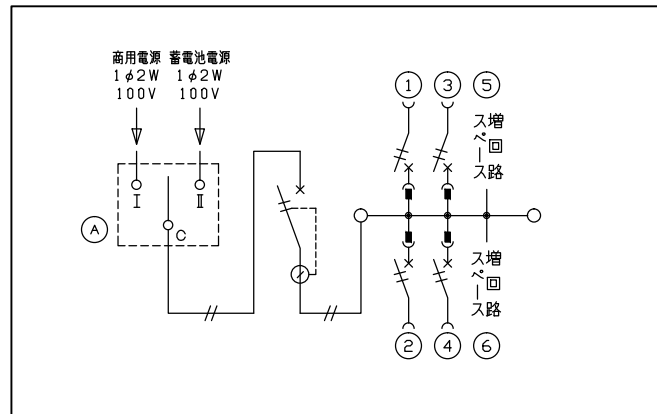 商用電源 蓄電池電源
1φ2W 1φ2W
100V 100V
Ⅰ Ⅱ
A
C
① ③ ⑤
増回路
スペース
増回路
スペース
② ④ ⑥